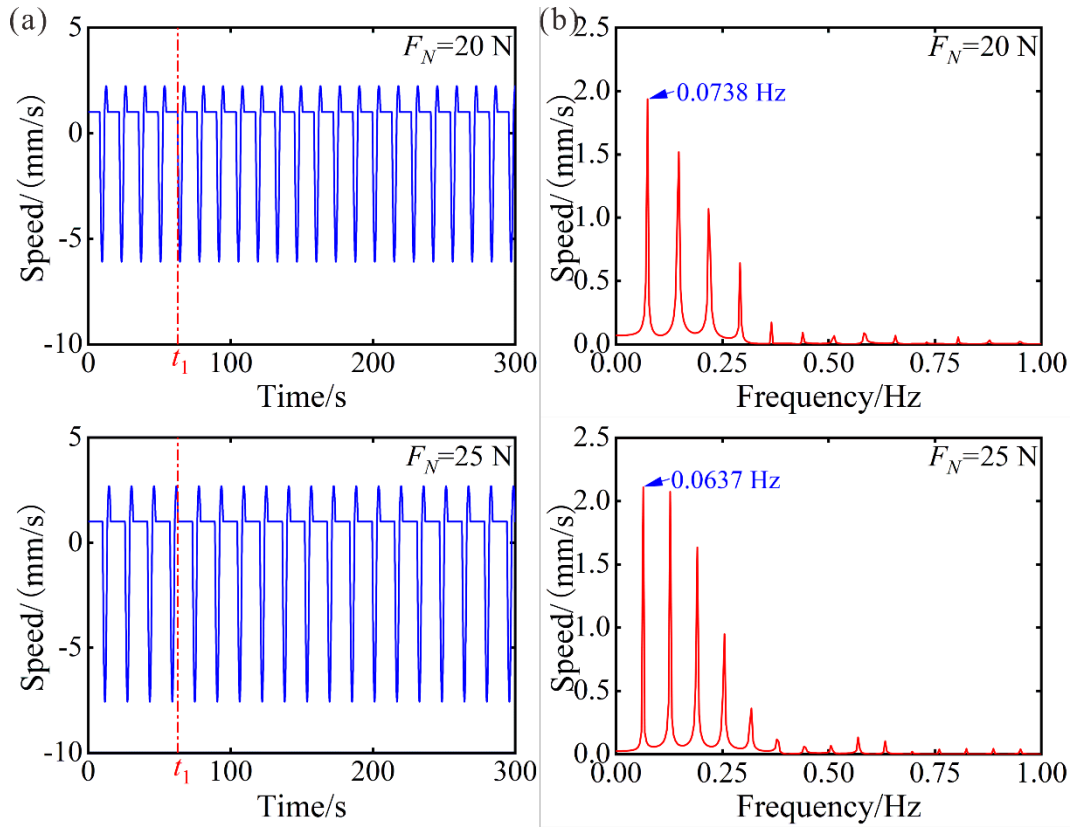 (a)
F_N=20 N
5
0
-5
-10
Speed/ (mm/s)
0
t₁
100
200
300
Time/s
(b)
F_N=20 N
0.0738 Hz
2.5
2.0
1.5
1.0
0.5
0.0
Speed/ (mm/s)
0.00
0.25
0.50
0.75
1.00
Frequency/Hz
F_N=25 N
5
0
-5
-10
Speed/ (mm/s)
0
t₁
100
200
300
Time/s
F_N=25 N
0.0637 Hz
2.5
2.0
1.5
1.0
0.5
0.0
Speed/ (mm/s)
0.00
0.25
0.50
0.75
1.00
Frequency/Hz